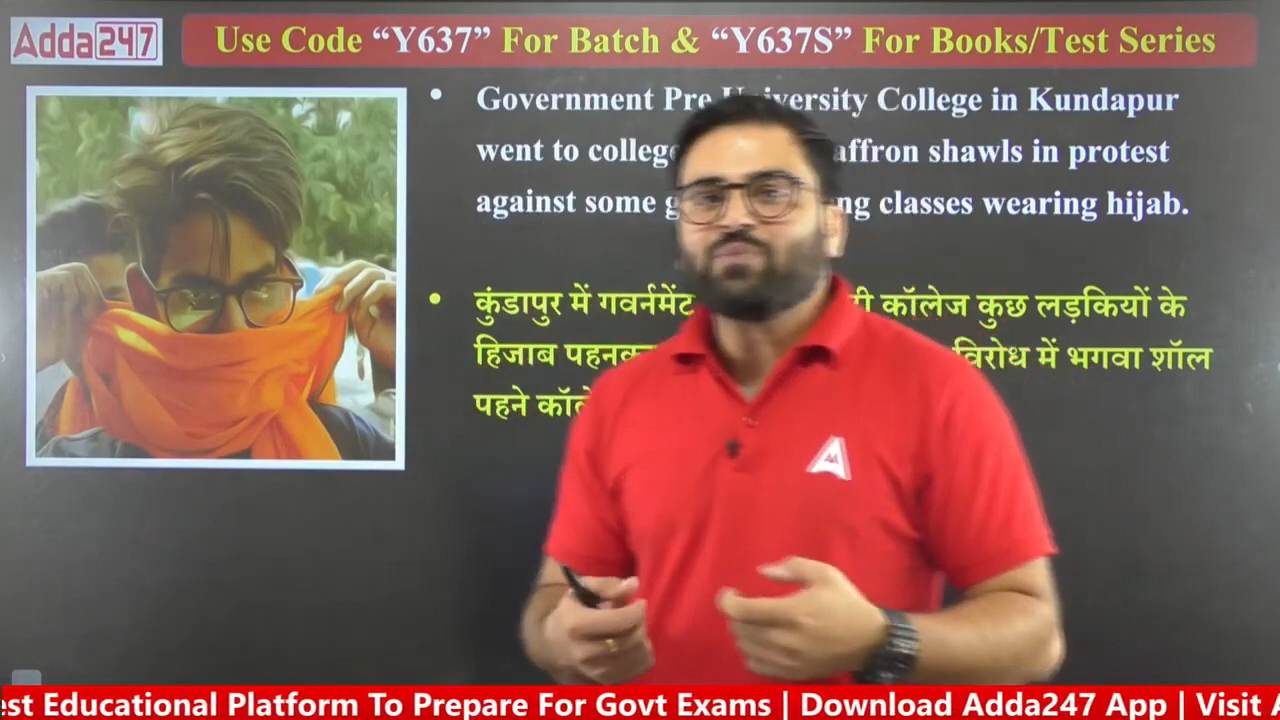 Adda247
Use Code “Y637” For Batch & “Y637S” For Books/Test Series
Government Pre University College in Kundapur
went to college affron shawls in protest
against some g ng classes wearing hijab.
कुंडापुर में गवर्नमेंट कॉलेज कुछ लड़कियों के
हिजाब विरोध में भगवा शॉल
पहने
est Educational Platform To Prepare For Govt Exams | Download Adda247 App | Visit A